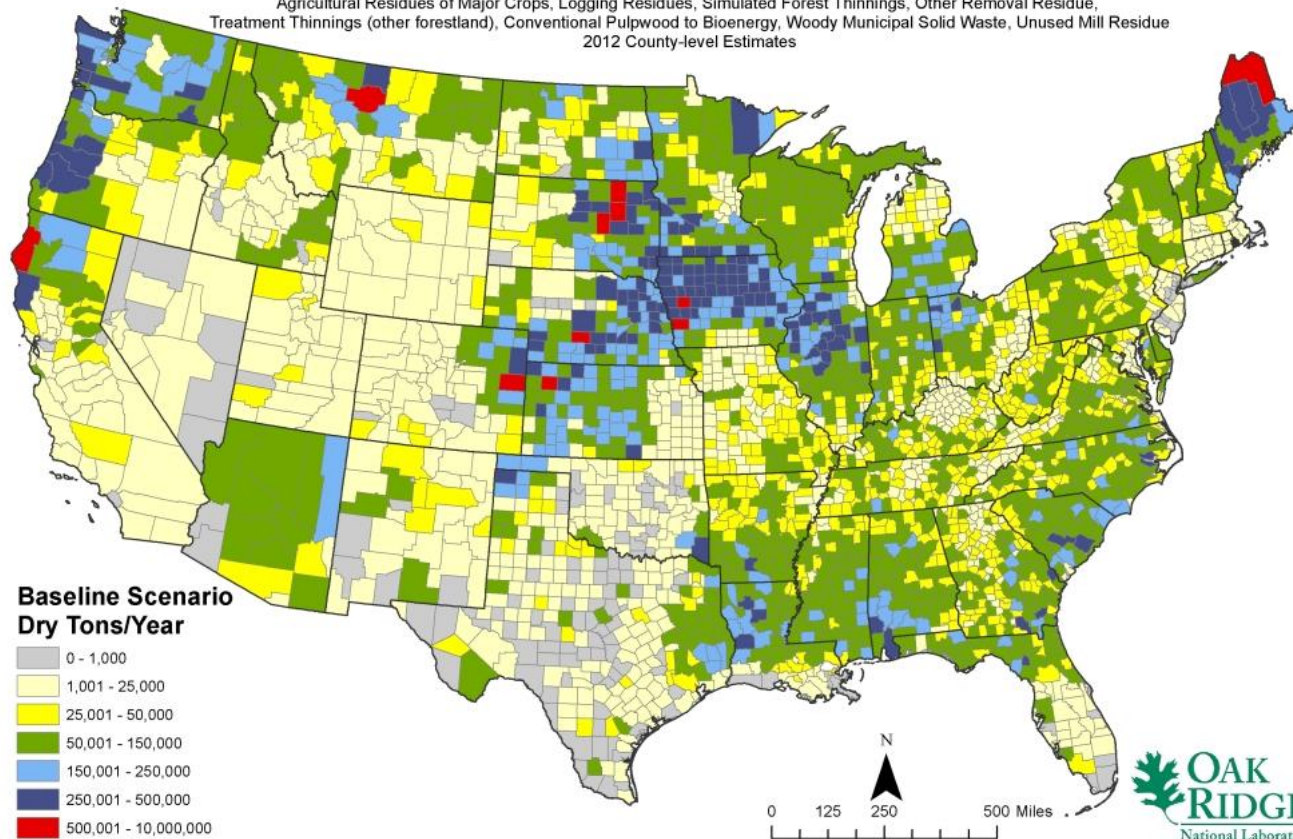 Agricultural Residues of Major Crops, Logging Residues, Simulated Forest Thinnings, Other Removal Residue,
Treatment Thinnings (other forestland), Conventional Pulpwood to Bioenergy, Woody Municipal Solid Waste, Unused Mill Residue
2012 County-level Estimates
Baseline Scenario
Dry Tons/Year
0 - 1,000
1,001 - 25,000
25,001 - 50,000
50,001 - 150,000
150,001 - 250,000
250,001 - 500,000
500,001 - 10,000,000
N
0 125 250 500 Miles
OAK
RIDGE
National Laborat